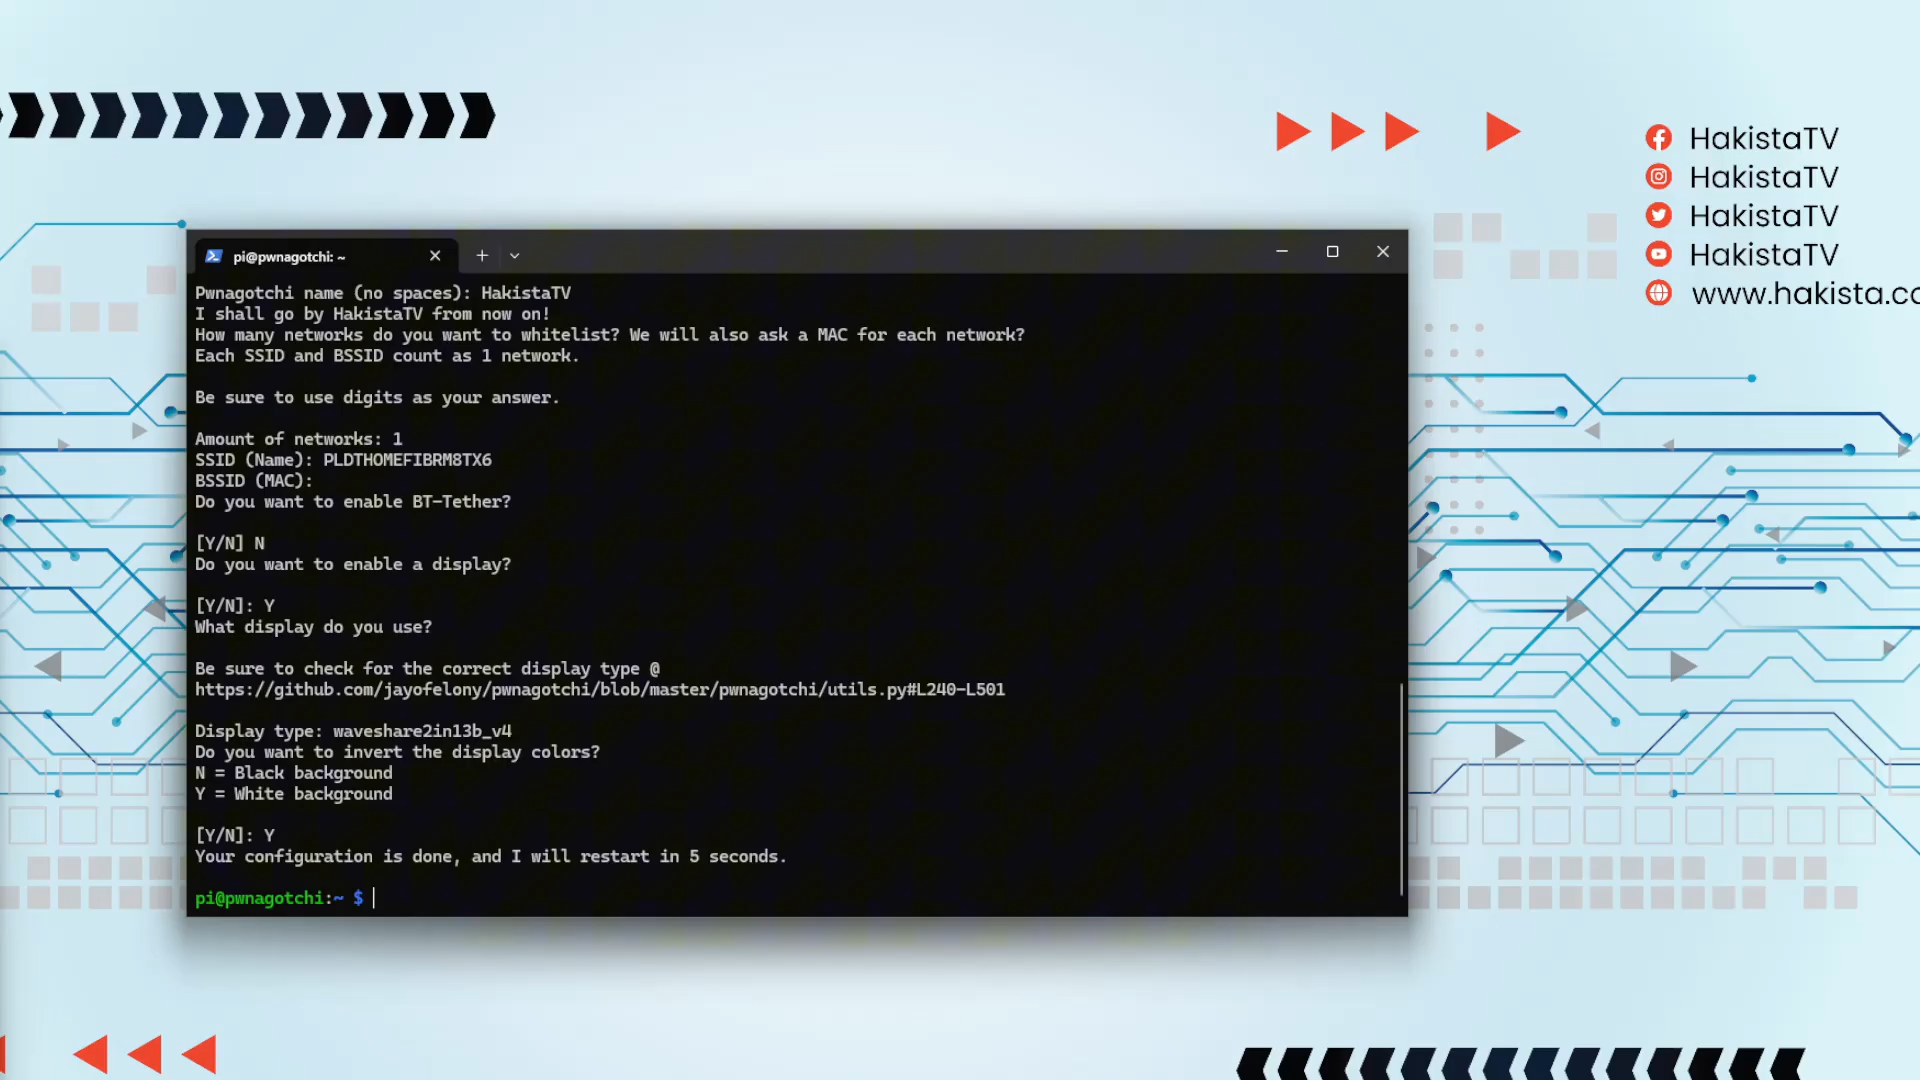 HakistaTV
HakistaTV
HakistaTV
HakistaTV
www.hakista.co
pi@pwnagotchi: ~
Pwnagotchi name (no spaces): HakistaTV
I shall go by HakistaTV from now on!
How many networks do you want to whitelist? We will also ask a MAC for each network?
Each SSID and BSSID count as 1 network.
Be sure to use digits as your answer.
Amount of networks: 1
SSID (Name): PLDTHOMEFIBRM8TX6
BSSID (MAC):
Do you want to enable BT-Tether?
[Y/N] N
Do you want to enable a display?
[Y/N]: Y
What display do you use?
Be sure to check for the correct display type @
https://github.com/jayofelony/pwnagotchi/blob/master/pwnagotchi/utils.py#L240-L501
Display type: waveshare2in13b_v4
Do you want to invert the display colors?
N = Black background
Y = White background
[Y/N]: Y
Your configuration is done, and I will restart in 5 seconds.
pi@pwnagotchi:~ $